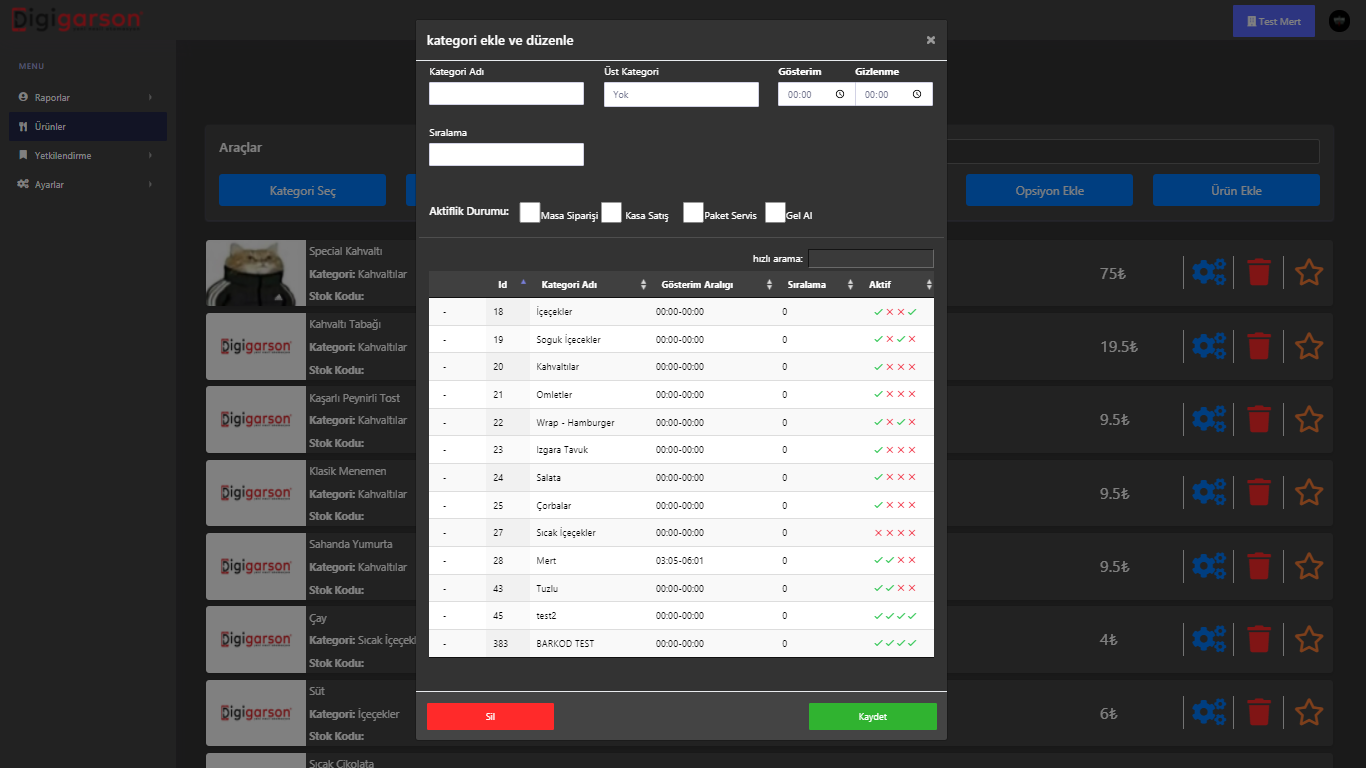 Digigarson
Test Mert
MENU
Raporlar
Ürünler
Yetkilendirme
Ayarlar
Araçlar
Kategori Seç
Opsiyon Ekle
Ürün Ekle
Special Kahvaltı
Kategori: Kahvaltılar
Stok Kodu:
75₺
Digigarson
Kahvaltı Tabağı
Kategori: Kahvaltılar
Stok Kodu:
19.5₺
Digigarson
Kaşarlı Peynirli Tost
Kategori: Kahvaltılar
Stok Kodu:
9.5₺
Digigarson
Klasik Menemen
Kategori: Kahvaltılar
Stok Kodu:
9.5₺
Digigarson
Sahanda Yumurta
Kategori: Kahvaltılar
Stok Kodu:
9.5₺
Digigarson
Çay
Kategori: Sıcak İçeçekl
Stok Kodu:
4₺
Digigarson
Süt
Kategori: İçeçekler
Stok Kodu:
6₺
Sıcak Çikolata
kategori ekle ve düzenle ×
Kategori Adı Üst Kategori Gösterim Gizlenme
Yok 00:00 00:00
Sıralama
Aktiflik Durumu: Masa Siparişi Kasa Satış Paket Servis Gel Al
hızlı arama:
Id Kategori Adı Gösterim Aralıgı Sıralama Aktif
- 18 İçeçekler 00:00-00:00 0 ✓✕✕✓
- 19 Soguk İçecekler 00:00-00:00 0 ✓✕✓✕
- 20 Kahvaltılar 00:00-00:00 0 ✓✕✕✕
- 21 Omletler 00:00-00:00 0 ✓✕✕✕
- 22 Wrap - Hamburger 00:00-00:00 0 ✓✕✓✕
- 23 Izgara Tavuk 00:00-00:00 0 ✓✕✕✕
- 24 Salata 00:00-00:00 0 ✓✕✕✕
- 25 Çorbalar 00:00-00:00 0 ✓✕✕✕
- 27 Sıcak İçeçekler 00:00-00:00 0 ✕✕✕✕
- 28 Mert 03:05-06:01 0 ✓✓✕✕
- 43 Tuzlu 00:00-00:00 0 ✓✓✕✕
- 45 test2 00:00-00:00 0 ✓✓✓✓
- 383 BARKOD TEST 00:00-00:00 0 ✓✓✓✓
Sil Kaydet